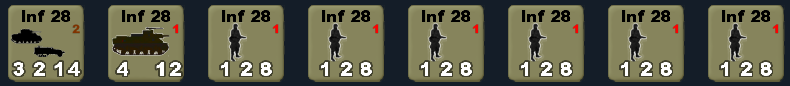 Inf 28 Inf 28 Inf 28 Inf 28 Inf 28 Inf 28 Inf 28 Inf 28
2 1 1 1 1 1 1 1
3 2 14 4 12 1 2 8 1 2 8 1 2 8 1 2 8 1 2 8 1 2 8